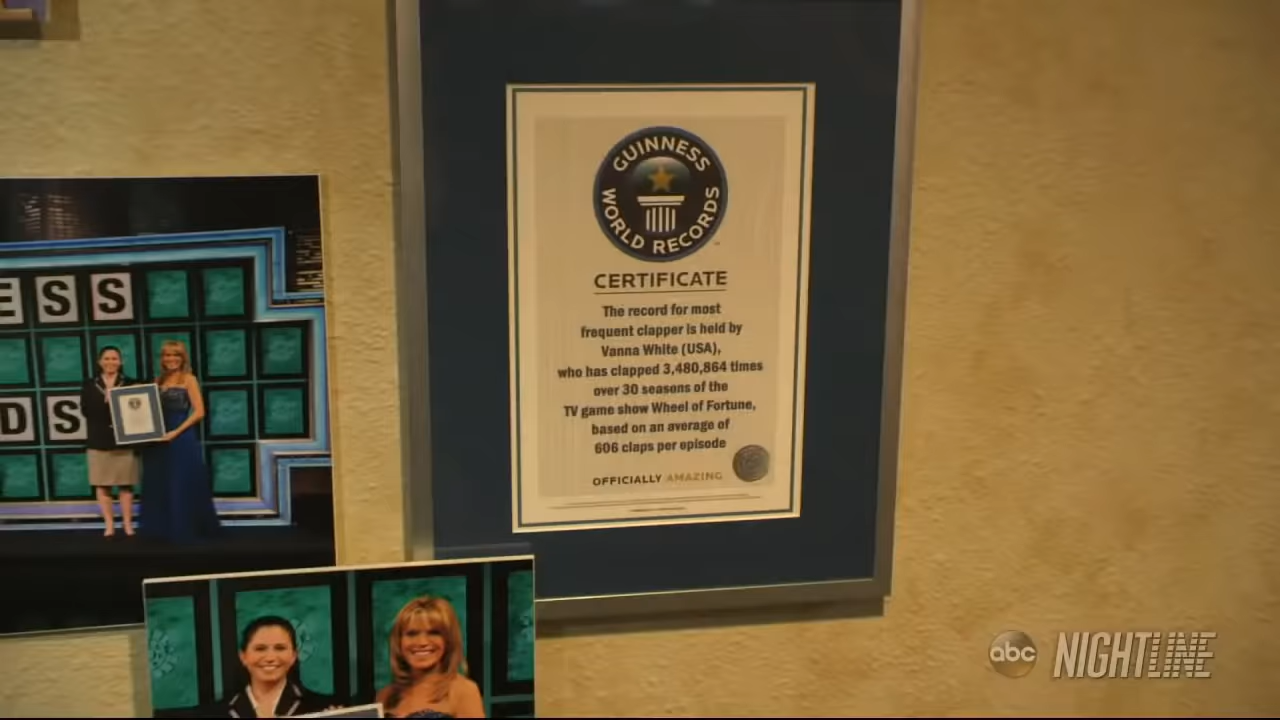 ESS
DS
GUINNESS
WORLD RECORDS
CERTIFICATE
The record for most
frequent clapper is held by
Vanna White (USA),
who has clapped 3,480,864 times
over 30 seasons of the
TV game show Wheel of Fortune,
based on an average of
606 claps per episode
OFFICIALLY AMAZING
abc NIGHTLINE